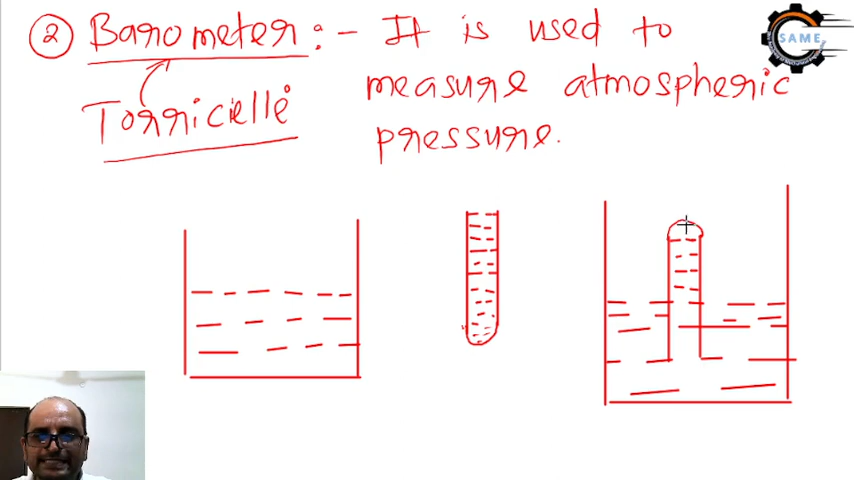 ② Barometer :- It is used to
measure atmospheric
pressure.
Torricelle
SAME